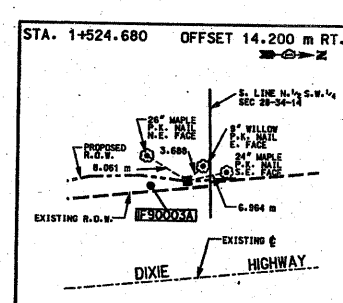 STA. 1+524.680 OFFSET 14.200 m RT.
N
S. LINE N.½ S.W.¼
SEC 28-34-14
26" MAPLE
P.K. NAIL
N.E. FACE
8" WILLOW
P.K. NAIL
E. FACE
PROPOSED
R.O.W.
3.688
24" MAPLE
P.K. NAIL
S.E. FACE
8.061 m
6.964 m
EXISTING R.O.W.
IF90003A
EXISTING ℄
DIXIE HIGHWAY